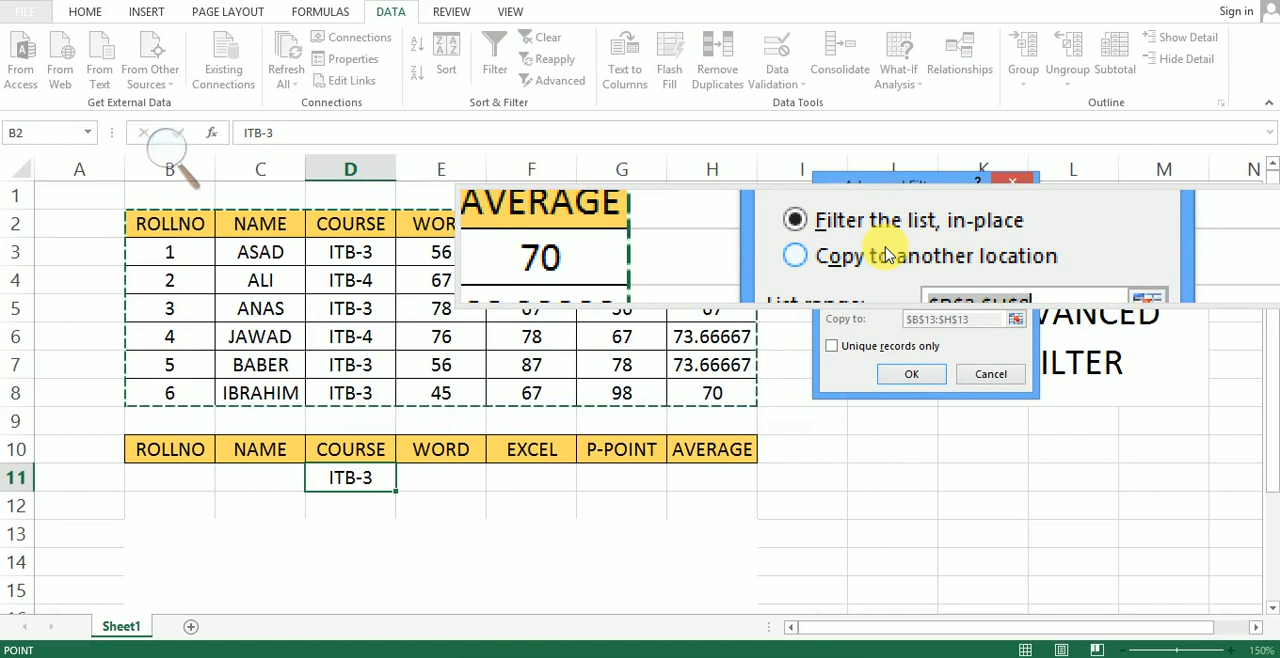 FILE HOME INSERT PAGE LAYOUT FORMULAS DATA REVIEW VIEW Sign in
From Access From Web From Text From Other Sources Existing Connections Refresh All Connections Properties Edit Links Sort Filter Clear Reapply Advanced Text to Columns Flash Fill Remove Duplicates Data Validation Consolidate What-If Analysis Relationships Group Ungroup Subtotal Show Detail Hide Detail
Get External Data Connections Sort & Filter Data Tools Outline
B2 fx ITB-3
A B C D E F G H I K L M N
1
2 ROLLNO NAME COURSE
3 1 ASAD ITB-3 56
4 2 ALI ITB-4 67
5 3 ANAS ITB-3 78 67
6 4 JAWAD ITB-4 76 78 67 73.66667
7 5 BABER ITB-3 56 87 78 73.66667
8 6 IBRAHIM ITB-3 45 67 98 70
9
10 ROLLNO NAME COURSE WORD EXCEL P-POINT AVERAGE
11 ITB-3
12
13
14
15
AVERAGE
70
Filter the list, in-place
Copy to another location
List range:
Copy to: $B$13:$H$13
Unique records only
OK Cancel
Sheet1
POINT 150%